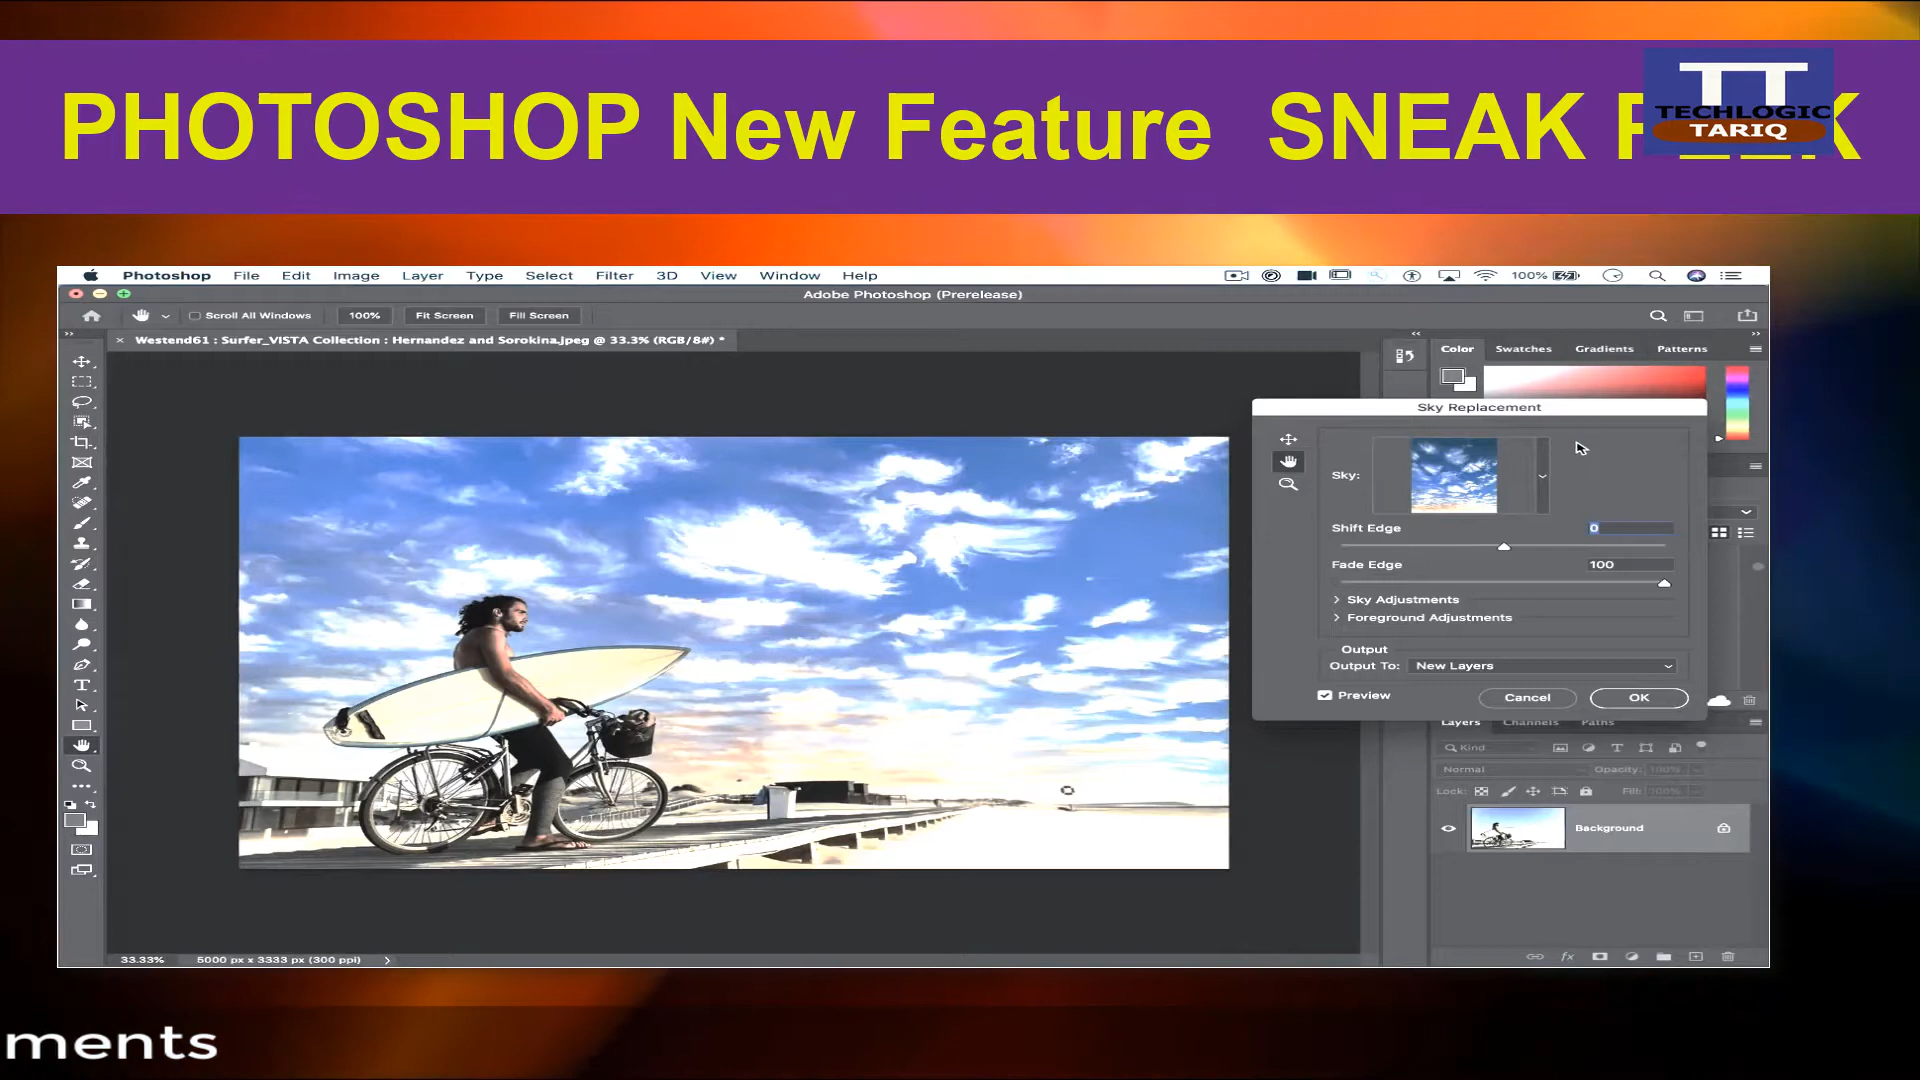 PHOTOSHOP New Feature SNEAK
TT
TECHLOGIC
TARIQ
Photoshop File Edit Image Layer Type Select Filter 3D View Window Help
100%
Adobe Photoshop (Prerelease)
Scroll All Windows 100% Fit Screen Fill Screen
× Westend61 : Surfer_VISTA Collection : Hernandez and Sorokina.jpeg @ 33.3% (RGB/8#) *
Color Swatches Gradients Patterns
Sky Replacement
Sky:
Shift Edge 0
Fade Edge 100
Sky Adjustments
Foreground Adjustments
Output
Output To: New Layers
Preview Cancel OK
Layers Channels Paths
Kind
Normal Opacity: 100%
Lock: Fill: 100%
Background
33.33% 5000 px x 3333 px (300 ppi)
ments